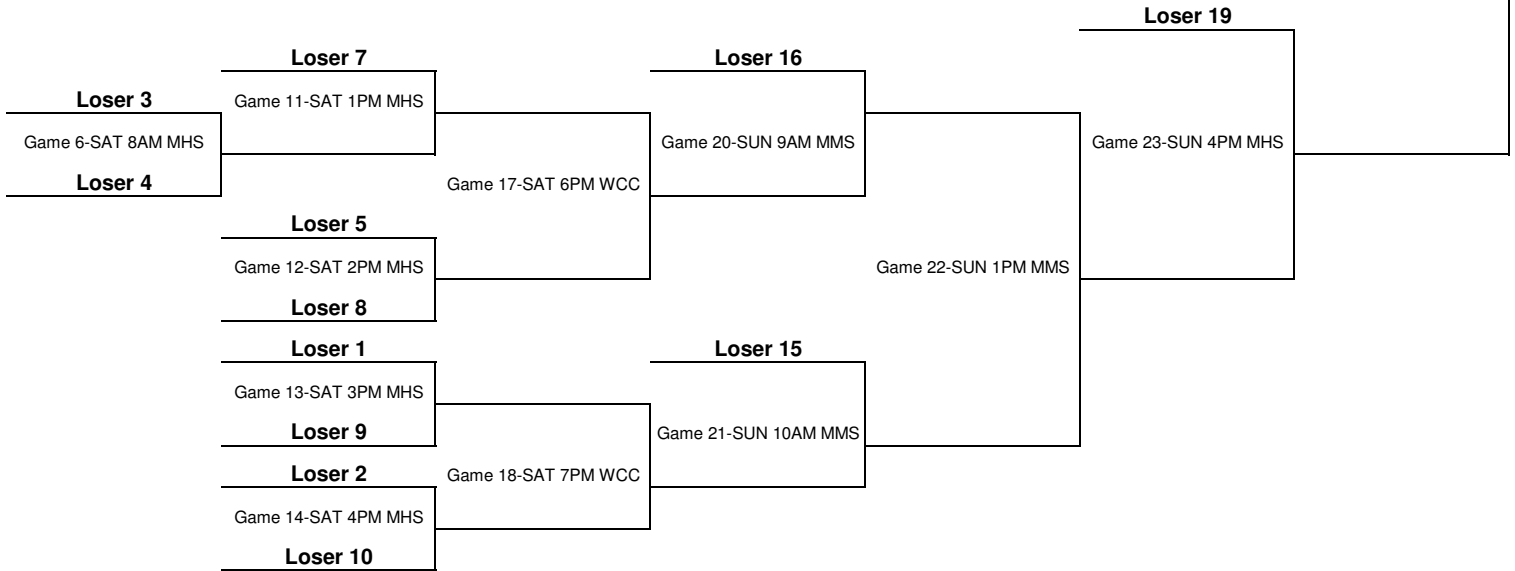 Loser 19
Loser 7
Loser 16
Loser 3
Game 11-SAT 1PM MHS
Game 6-SAT 8AM MHS
Game 20-SUN 9AM MMS
Game 23-SUN 4PM MHS
Loser 4
Game 17-SAT 6PM WCC
Loser 5
Game 12-SAT 2PM MHS
Game 22-SUN 1PM MMS
Loser 8
Loser 1
Loser 15
Game 13-SAT 3PM MHS
Loser 9
Game 21-SUN 10AM MMS
Loser 2
Game 18-SAT 7PM WCC
Game 14-SAT 4PM MHS
Loser 10